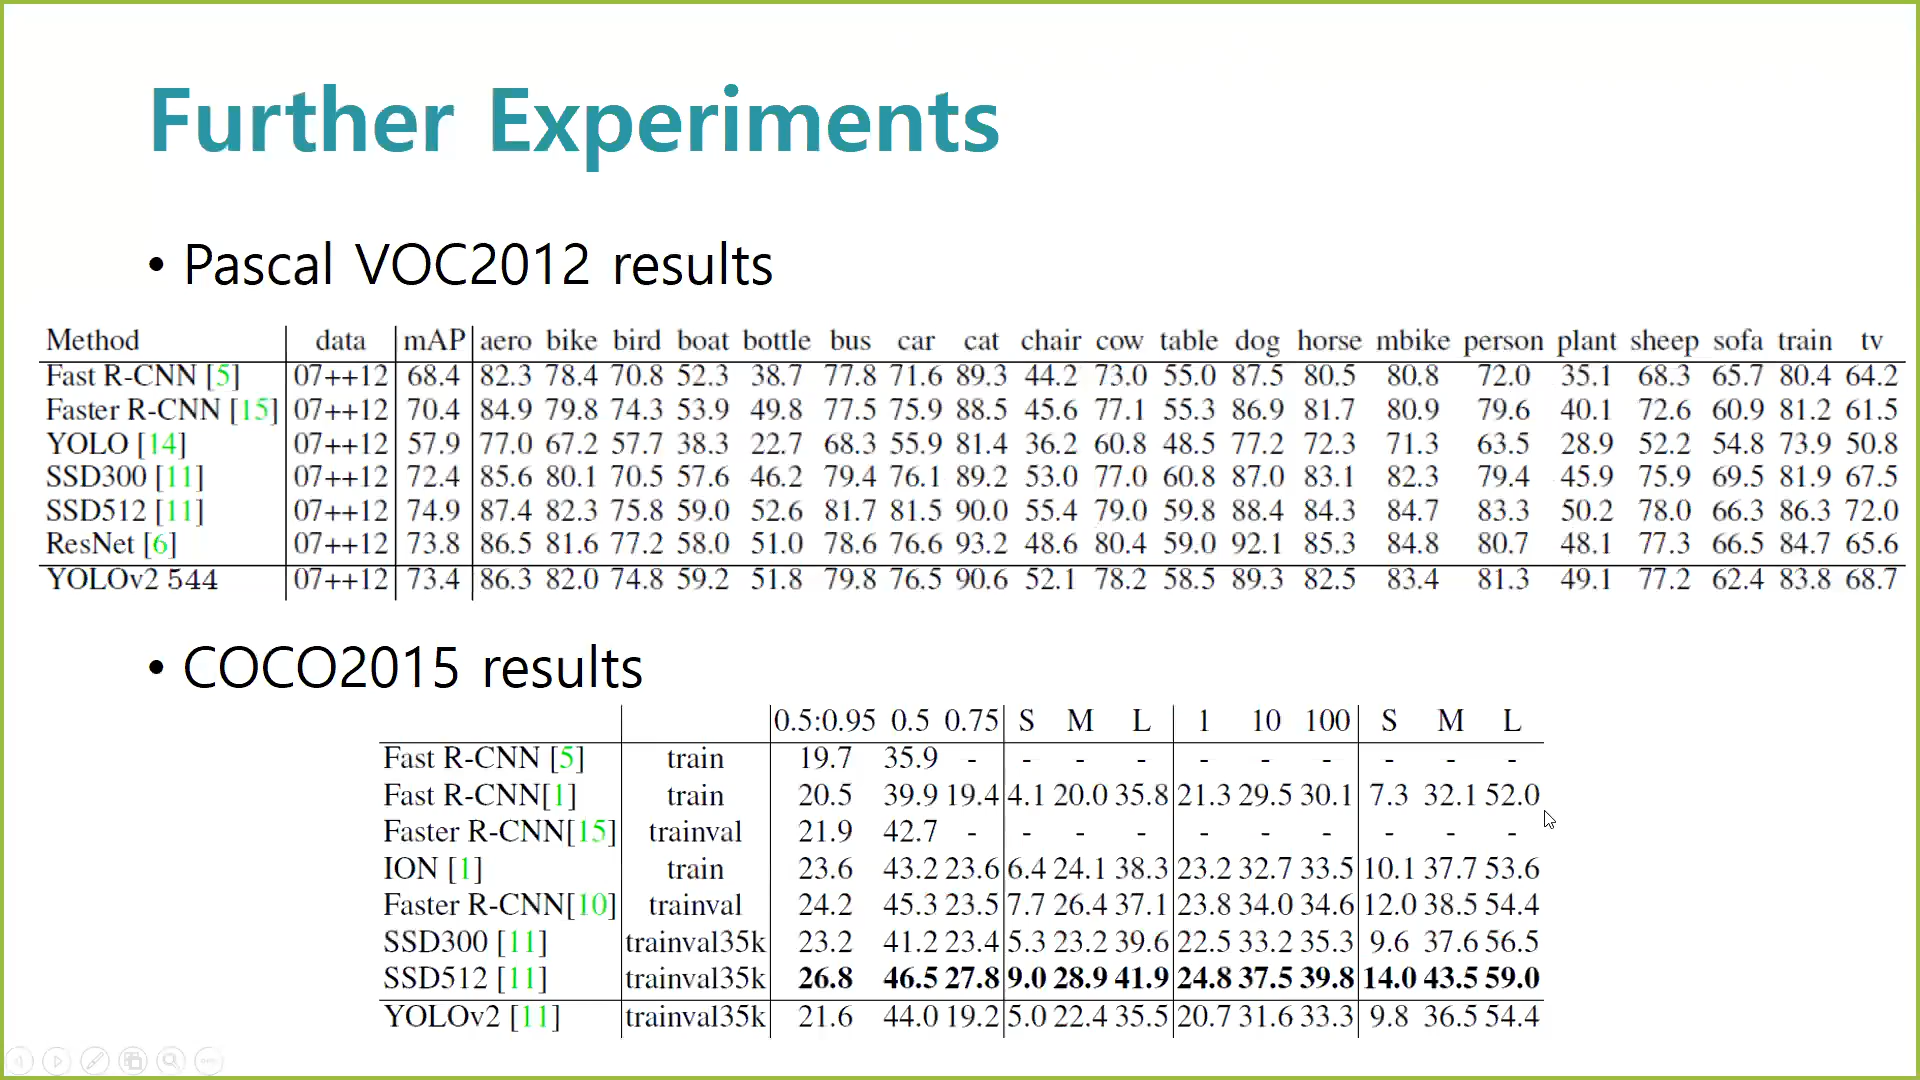 Further Experiments
• Pascal VOC2012 results
Method data mAP aero bike bird boat bottle bus car cat chair cow table dog horse mbike person plant sheep sofa train tv
Fast R-CNN [5] 07++12 68.4 82.3 78.4 70.8 52.3 38.7 77.8 71.6 89.3 44.2 73.0 55.0 87.5 80.5 80.8 72.0 35.1 68.3 65.7 80.4 64.2
Faster R-CNN [15] 07++12 70.4 84.9 79.8 74.3 53.9 49.8 77.5 75.9 88.5 45.6 77.1 55.3 86.9 81.7 80.9 79.6 40.1 72.6 60.9 81.2 61.5
YOLO [14] 07++12 57.9 77.0 67.2 57.7 38.3 22.7 68.3 55.9 81.4 36.2 60.8 48.5 77.2 72.3 71.3 63.5 28.9 52.2 54.8 73.9 50.8
SSD300 [11] 07++12 72.4 85.6 80.1 70.5 57.6 46.2 79.4 76.1 89.2 53.0 77.0 60.8 87.0 83.1 82.3 79.4 45.9 75.9 69.5 81.9 67.5
SSD512 [11] 07++12 74.9 87.4 82.3 75.8 59.0 52.6 81.7 81.5 90.0 55.4 79.0 59.8 88.4 84.3 84.7 83.3 50.2 78.0 66.3 86.3 72.0
ResNet [6] 07++12 73.8 86.5 81.6 77.2 58.0 51.0 78.6 76.6 93.2 48.6 80.4 59.0 92.1 85.3 84.8 80.7 48.1 77.3 66.5 84.7 65.6
YOLOv2 544 07++12 73.4 86.3 82.0 74.8 59.2 51.8 79.8 76.5 90.6 52.1 78.2 58.5 89.3 82.5 83.4 81.3 49.1 77.2 62.4 83.8 68.7
• COCO2015 results
0.5:0.95 0.5 0.75 S M L 1 10 100 S M L
Fast R-CNN [5] train 19.7 35.9 - - - - - - - - - -
Fast R-CNN[1] train 20.5 39.9 19.4 4.1 20.0 35.8 21.3 29.5 30.1 7.3 32.1 52.0
Faster R-CNN[15] trainval 21.9 42.7 - - - - - - - - - -
ION [1] train 23.6 43.2 23.6 6.4 24.1 38.3 23.2 32.7 33.5 10.1 37.7 53.6
Faster R-CNN[10] trainval 24.2 45.3 23.5 7.7 26.4 37.1 23.8 34.0 34.6 12.0 38.5 54.4
SSD300 [11] trainval35k 23.2 41.2 23.4 5.3 23.2 39.6 22.5 33.2 35.3 9.6 37.6 56.5
SSD512 [11] trainval35k 26.8 46.5 27.8 9.0 28.9 41.9 24.8 37.5 39.8 14.0 43.5 59.0
YOLOv2 [11] trainval35k 21.6 44.0 19.2 5.0 22.4 35.5 20.7 31.6 33.3 9.8 36.5 54.4